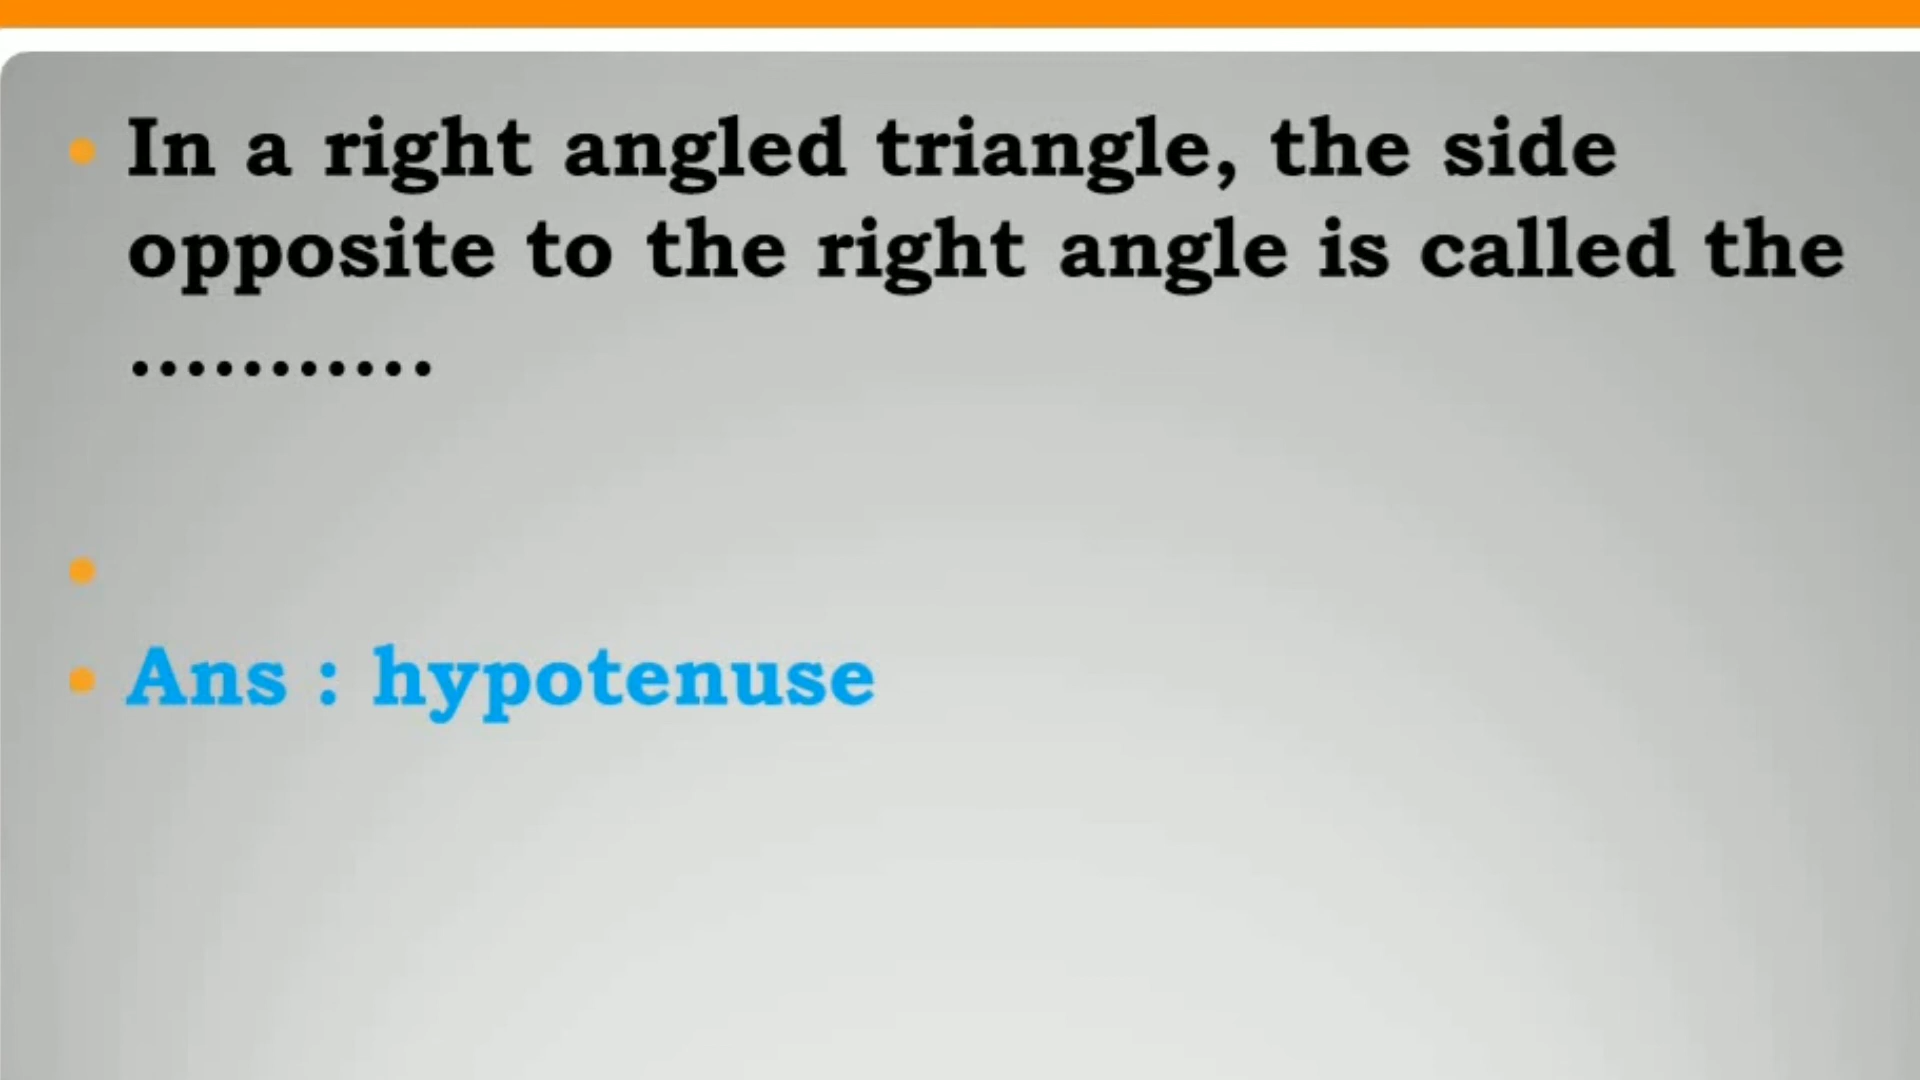 In a right angled triangle, the side
opposite to the right angle is called the
...........
Ans : hypotenuse